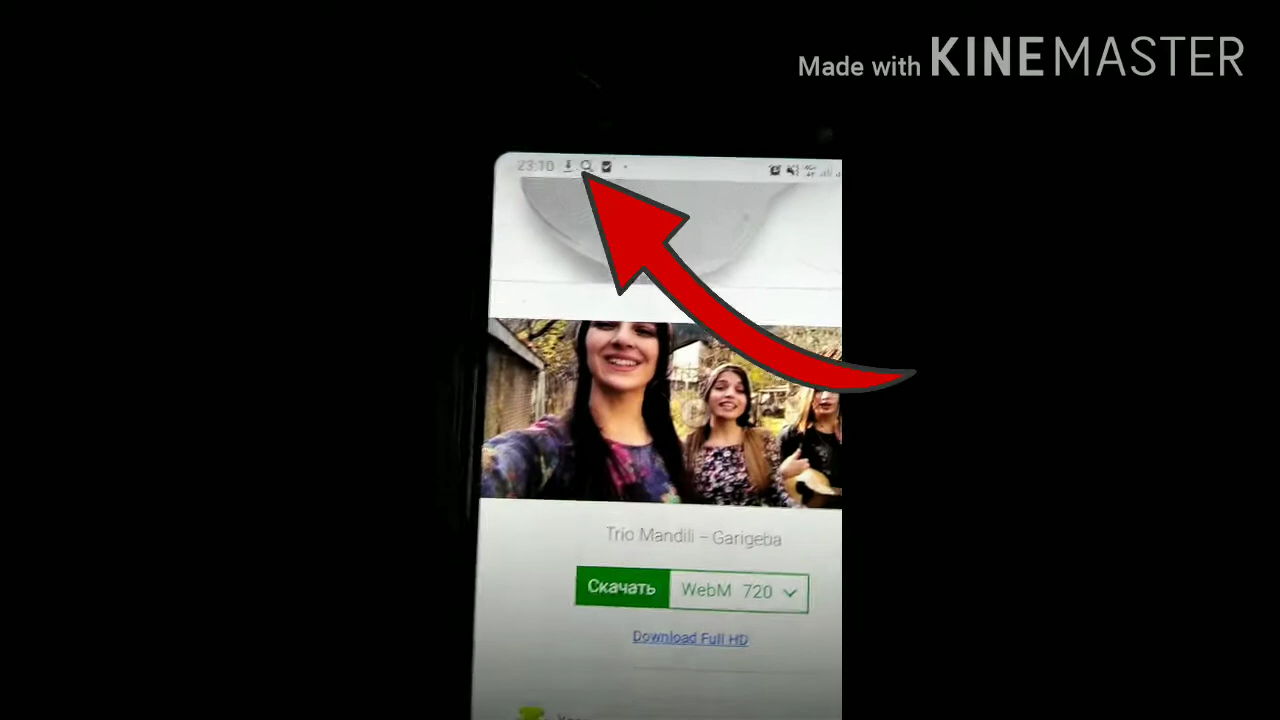 Made with KINEMASTER
23:10
Trio Mandili – Garigeba
Скачать WebM 720
Download Full HD